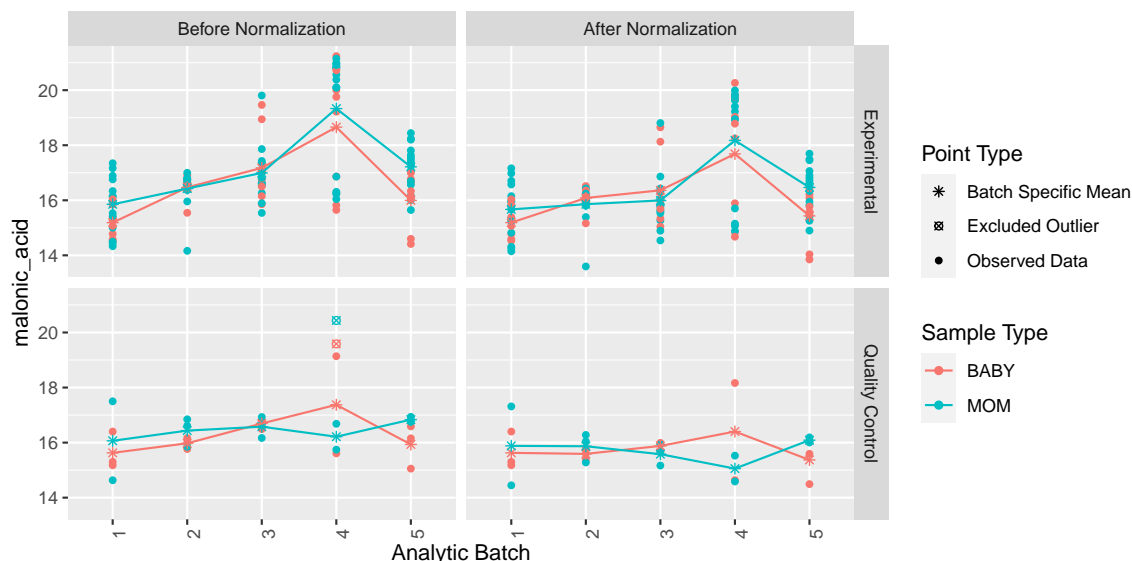 Before Normalization
After Normalization
20
18
16
14
Experimental
20
18
16
14
Quality Control
malonic_acid
1
2
3
4
5
1
2
3
4
5
Analytic Batch
Point Type
Batch Specific Mean
Excluded Outlier
Observed Data
Sample Type
BABY
MOM